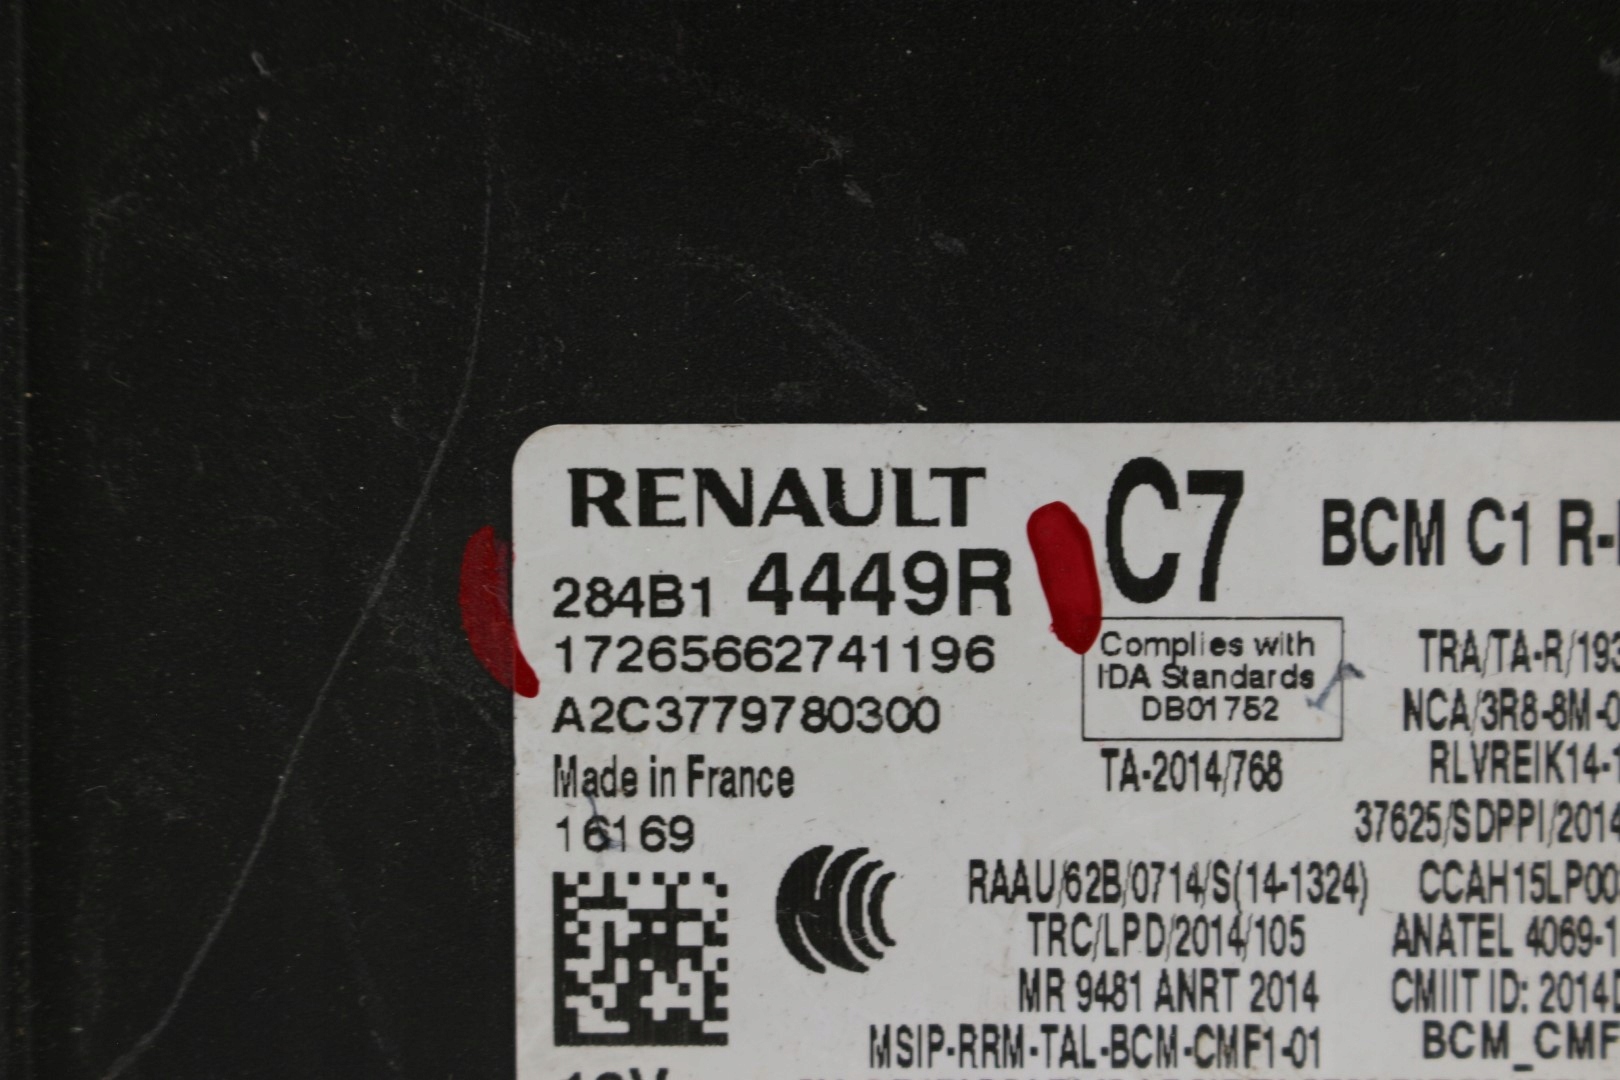 RENAULT
284B1 4449R
17265662741196
A2C3779780300
Made in France
16169
C7
BCM C1 R-
Complies with
IDA Standards
DB01752
TA-2014/768
TRA/TA-R/193
NCA/3R8-8M-0
RLVREIK14-1
37625/SDPPI/2014
RAAU/62B/0714/S(14-1324)
CCAH15LP00
TRC/LPD/2014/105
ANATEL 4069-1
MR 9481 ANRT 2014
CMIIT ID: 2014
MSIP-RRM-TAL-BCM-CMF1-01
BCM_CMF
12V